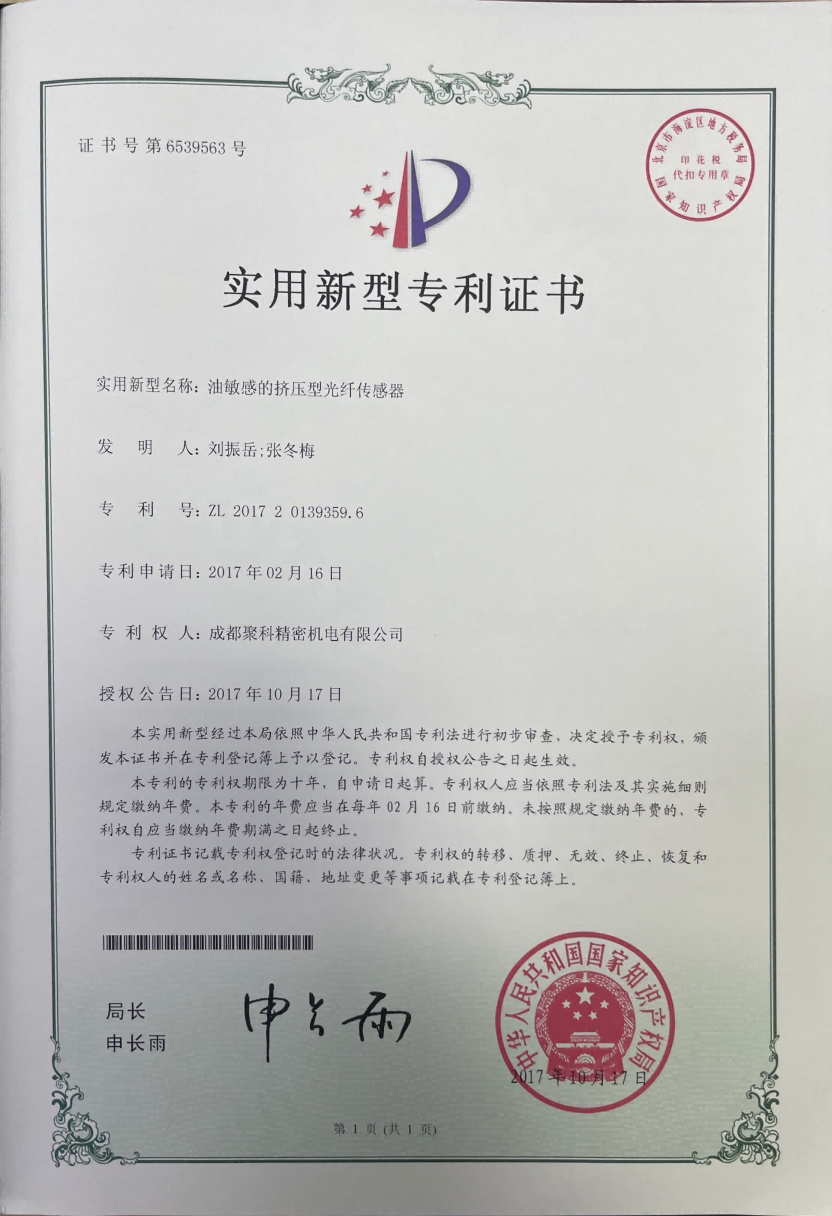 证书号第6539563号
北京市海淀区地方税务局
印花税
代扣专用章
国家知识产权局
实用新型专利证书
实用新型名称：油敏感的挤压型光纤传感器
发明人：刘振岳;张冬梅
专利号：ZL 2017 2 0139359.6
专利申请日：2017年02月16日
专利权人：成都聚科精密机电有限公司
授权公告日：2017年10月17日
本实用新型经过本局依照中华人民共和国专利法进行初步审查，决定授予专利权，颁
发本证书并在专利登记簿上予以登记。专利权自授权公告之日起生效。
本专利的专利权期限为十年，自申请日起算。专利权人应当依照专利法及其实施细则
规定缴纳年费。本专利的年费应当在每年02月16日前缴纳。未按照规定缴纳年费的，专
利权自应当缴纳年费期满之日起终止。
专利证书记载专利权登记时的法律状况。专利权的转移、质押、无效、终止、恢复和
专利权人的姓名或名称、国籍、地址变更等事项记载在专利登记簿上。
局长
申长雨
申长雨
中华人民共和国国家知识产权局
2017年10月17日
第1页(共1页)